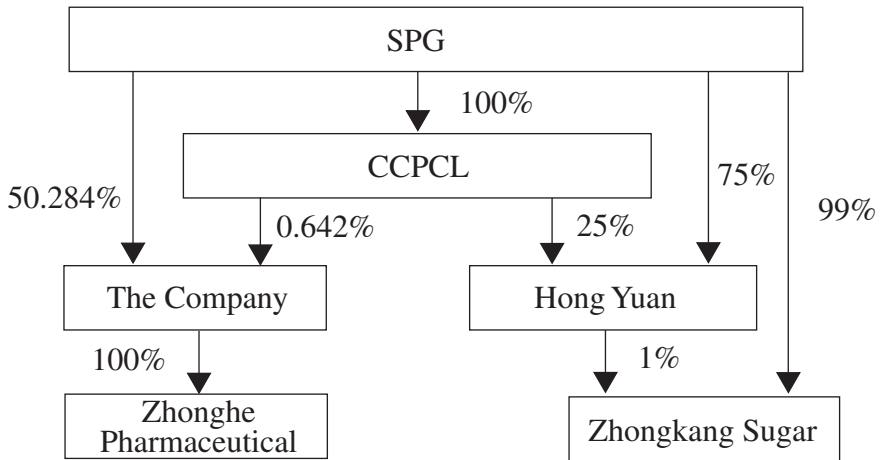 SPG
100%
CCPCL
50.284%
75%
99%
0.642%
25%
The Company
Hong Yuan
100%
1%
Zhonghe
Pharmaceutical
Zhongkang Sugar